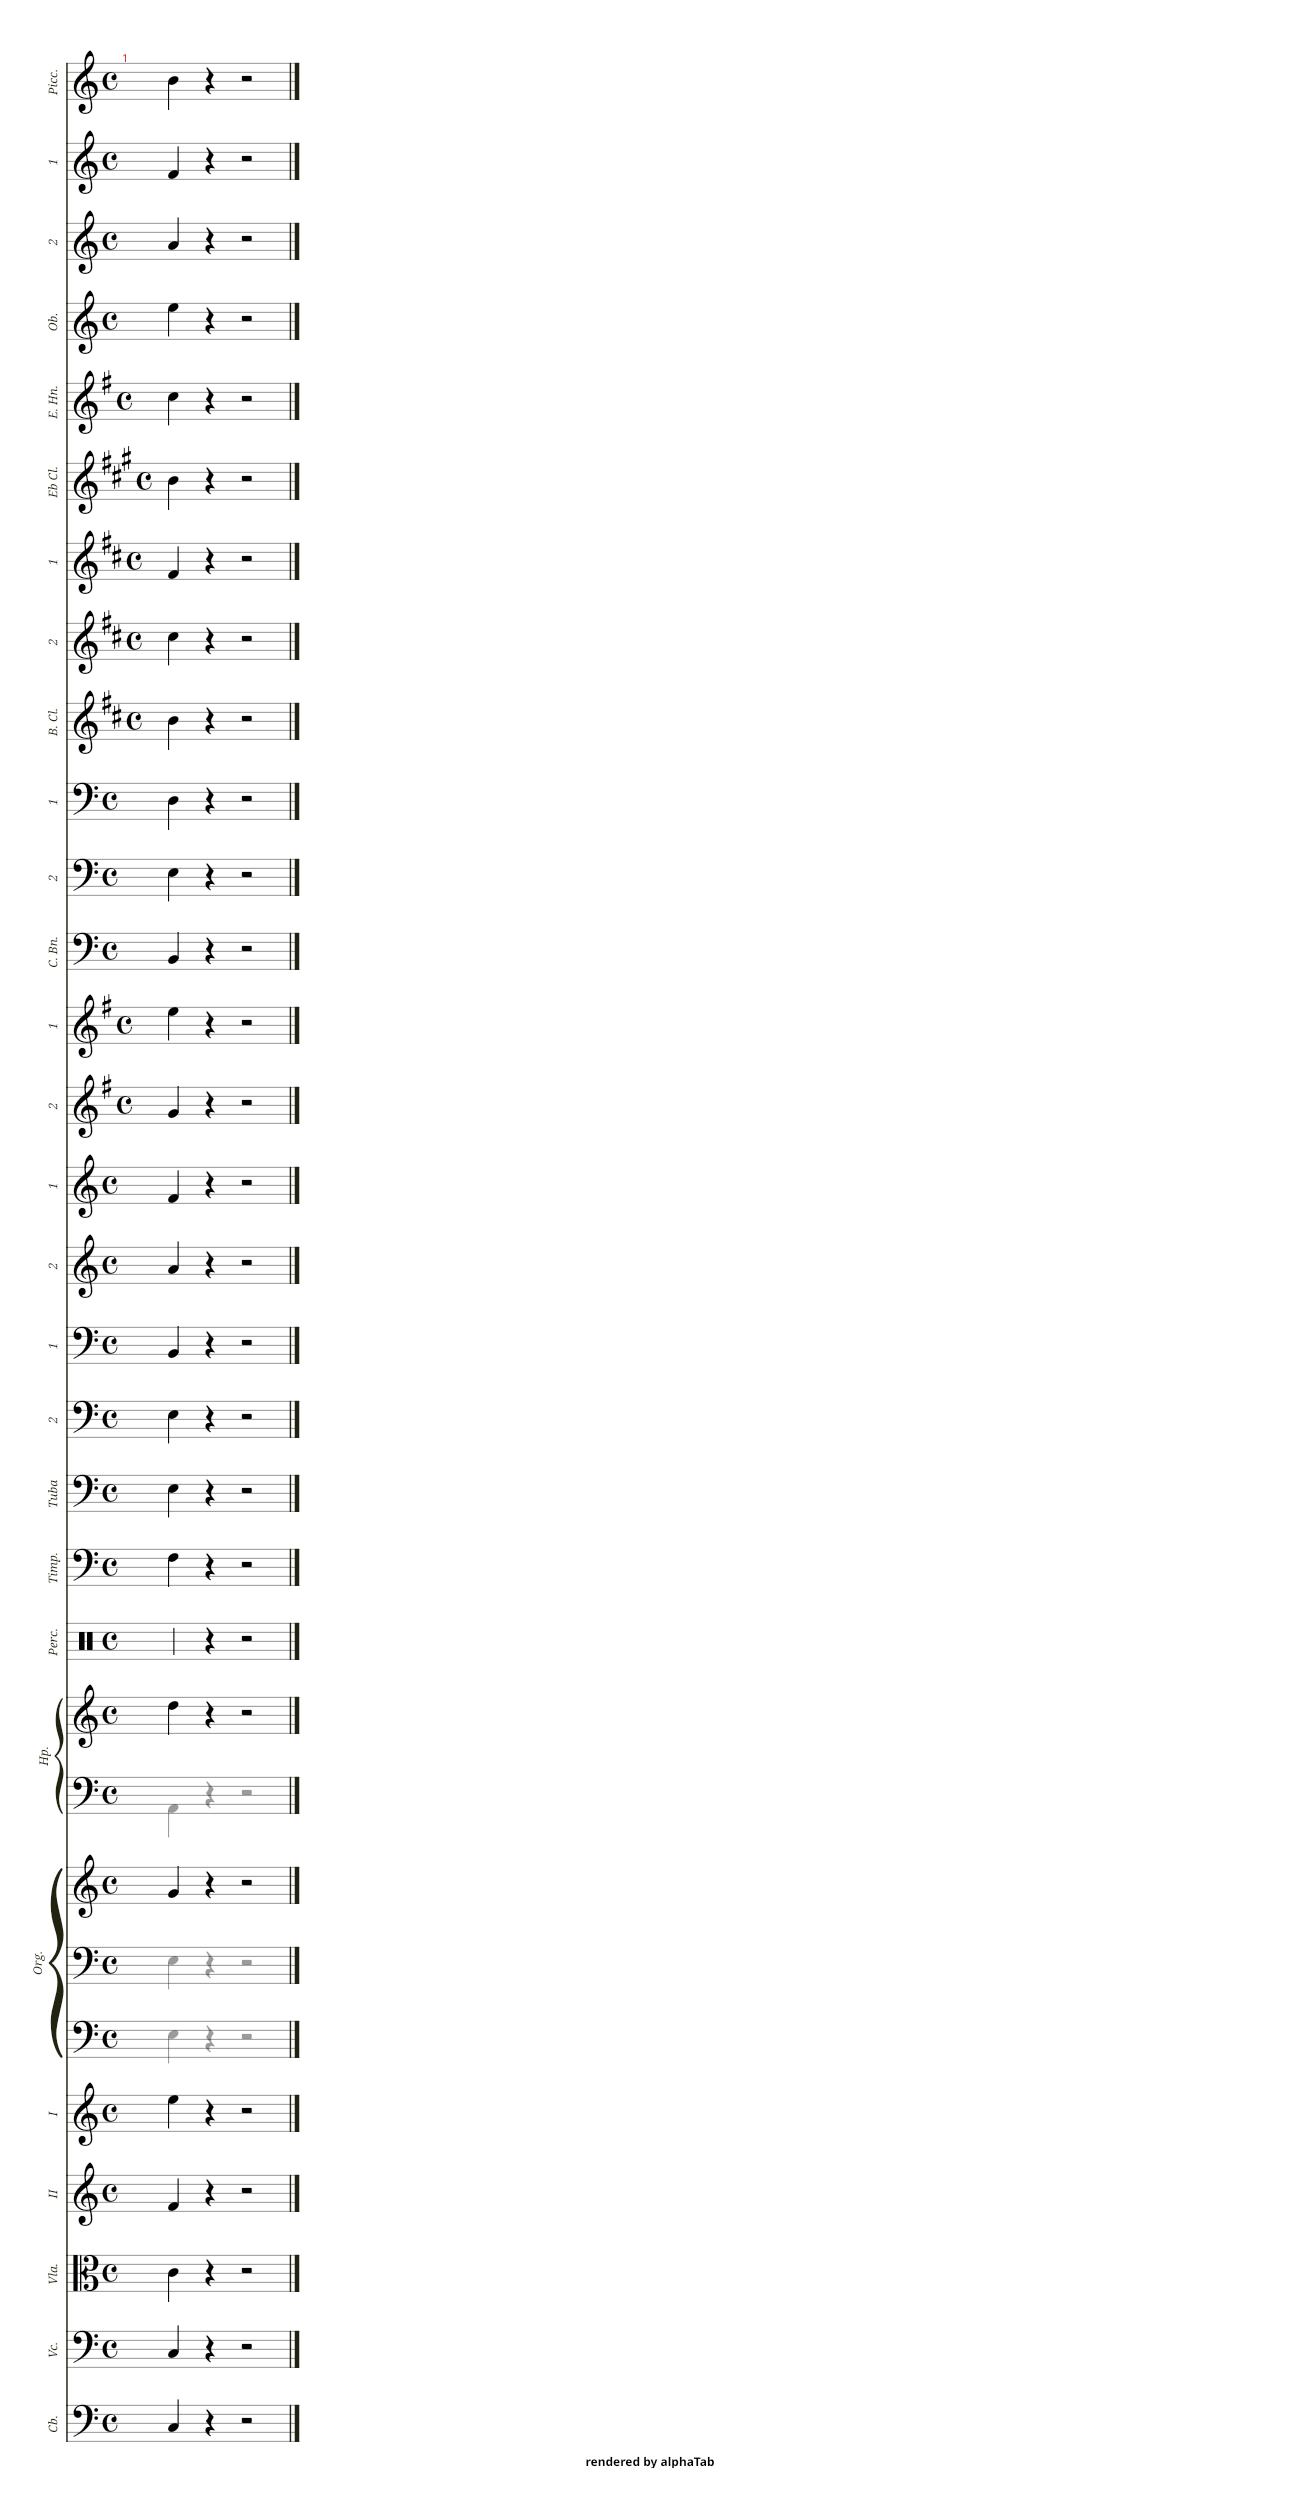 1
Picc.
1
2
Ob.
E. Hn.
Eb Cl.
1
2
B. Cl.
1
2
C. Bn.
1
2
1
2
1
2
Tuba
Timp.
Perc.
Hp.
Org.
I
II
Vla.
Vc.
Cb.
rendered by alphaTab